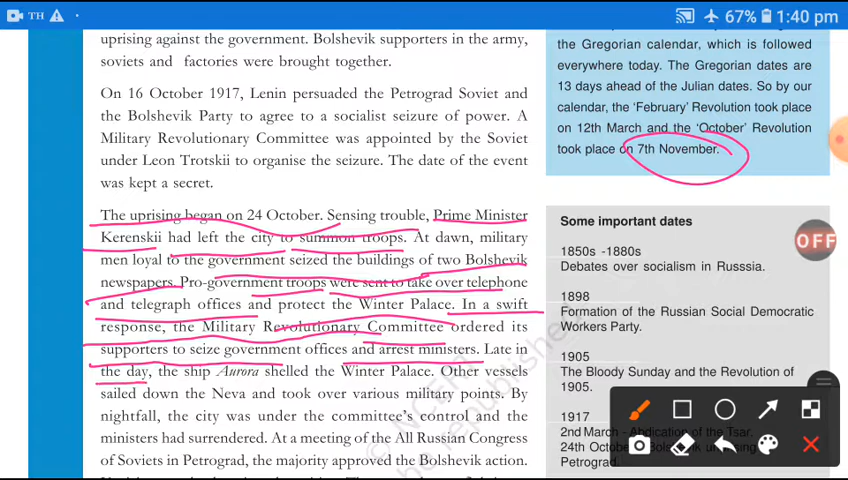 TH
67%
1:40 pm
uprising against the government. Bolshevik supporters in the army,
soviets and factories were brought together.
On 16 October 1917, Lenin persuaded the Petrograd Soviet and
the Bolshevik Party to agree to a socialist seizure of power. A
Military Revolutionary Committee was appointed by the Soviet
under Leon Trotskii to organise the seizure. The date of the event
was kept a secret.
The uprising began on 24 October. Sensing trouble, Prime Minister
Kerenskii had left the city to summon troops. At dawn, military
men loyal to the government seized the buildings of two Bolshevik
newspapers. Pro-government troops were sent to take over telephone
and telegraph offices and protect the Winter Palace. In a swift
response, the Military Revolutionary Committee ordered its
supporters to seize government offices and arrest ministers. Late in
the day, the ship Aurora shelled the Winter Palace. Other vessels
sailed down the Neva and took over various military points. By
nightfall, the city was under the committee's control and the
ministers had surrendered. At a meeting of the All Russian Congress
of Soviets in Petrograd, the majority approved the Bolshevik action.
the Gregorian calendar, which is followed
everywhere today. The Gregorian dates are
13 days ahead of the Julian dates. So by our
calendar, the 'February' Revolution took place
on 12th March and the 'October' Revolution
took place on 7th November.
OFF
Some important dates
1850s -1880s
Debates over socialism in Russsia.
1898
Formation of the Russian Social Democratic
Workers Party.
1905
The Bloody Sunday and the Revolution of
1905.
1917
2nd March - Abdication of the Tsar.
24th October - Bolshevik uprising in
Petrograd.
© NCERT
be republished